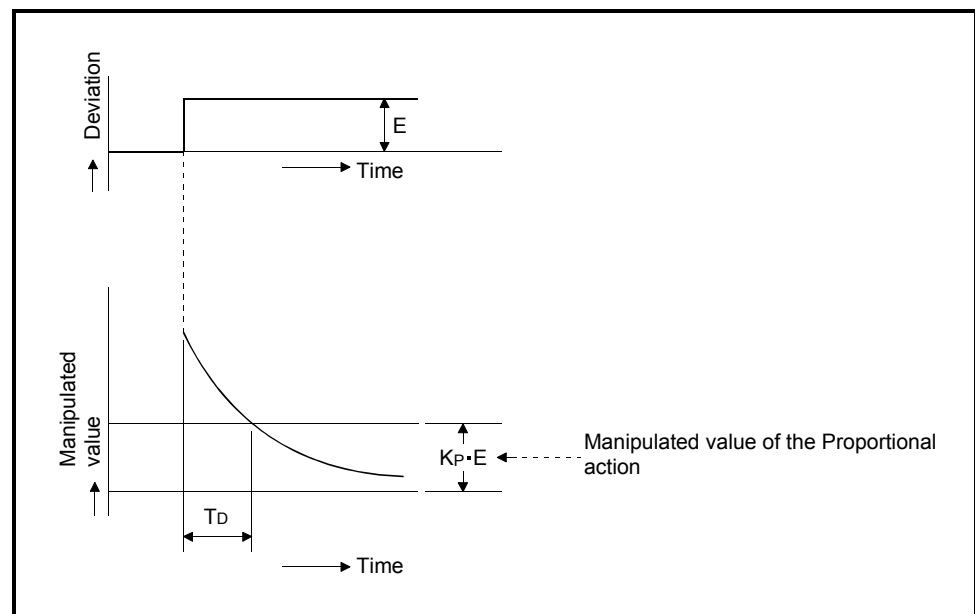 Deviation
E
Time
Manipulated
value
KP·E
Manipulated value of the Proportional
action
TD
Time